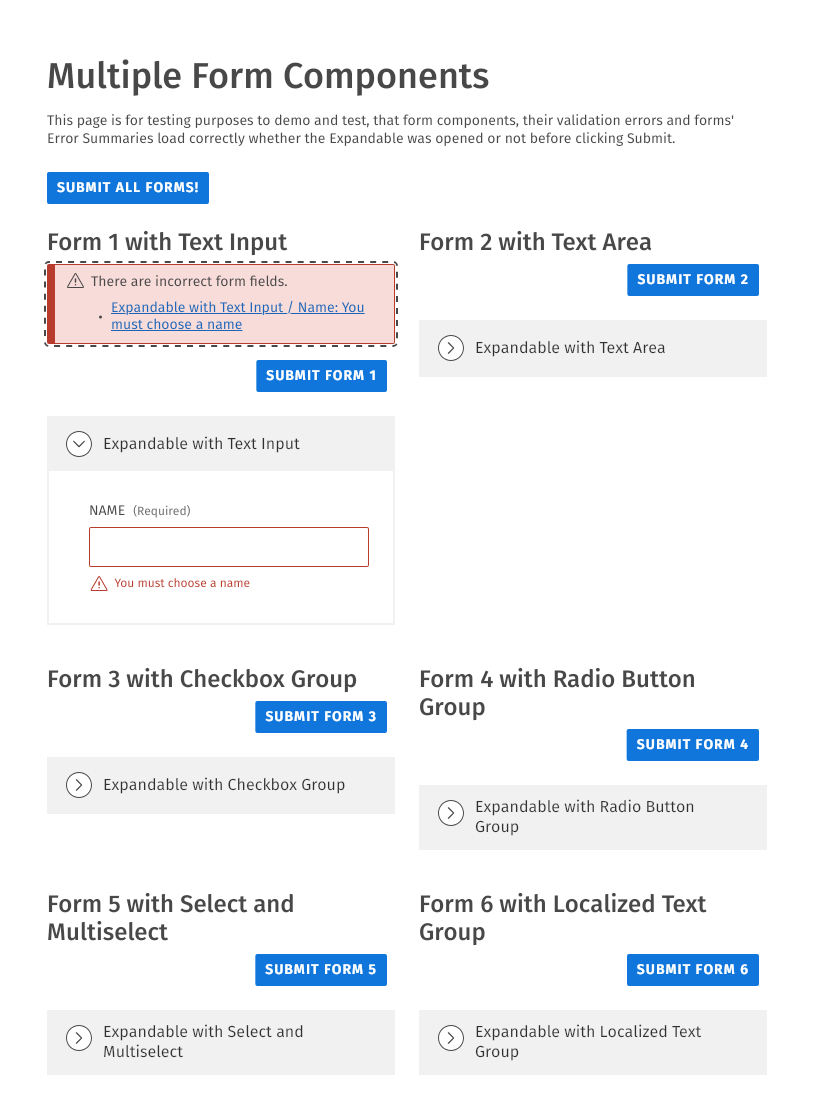 Multiple Form Components
This page is for testing purposes to demo and test, that form components, their validation errors and forms'
Error Summaries load correctly whether the Expandable was opened or not before clicking Submit.
SUBMIT ALL FORMS!
Form 1 with Text Input
There are incorrect form fields.
• Expandable with Text Input / Name: You
must choose a name
SUBMIT FORM 1
Expandable with Text Input
NAME (Required)
You must choose a name
Form 2 with Text Area
SUBMIT FORM 2
Expandable with Text Area
Form 3 with Checkbox Group
SUBMIT FORM 3
Expandable with Checkbox Group
Form 4 with Radio Button
Group
SUBMIT FORM 4
Expandable with Radio Button
Group
Form 5 with Select and
Multiselect
SUBMIT FORM 5
Expandable with Select and
Multiselect
Form 6 with Localized Text
Group
SUBMIT FORM 6
Expandable with Localized Text
Group